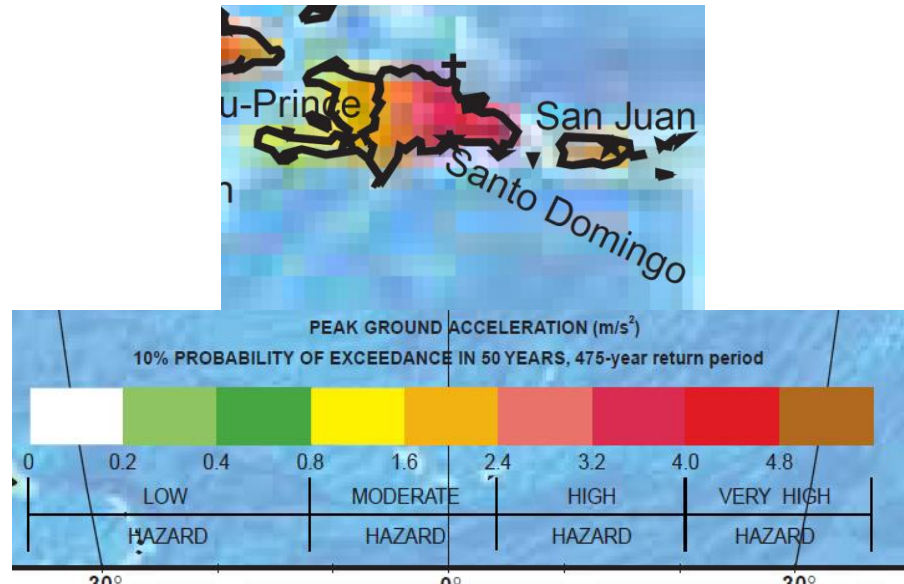 u-Prince
San Juan
n
Santo Domingo
PEAK GROUND ACCELERATION (m/s²)
10% PROBABILITY OF EXCEEDANCE IN 50 YEARS, 475-year return period
0 0.2 0.4 0.8 1.6 2.4 3.2 4.0 4.8
LOW MODERATE HIGH VERY HIGH
HAZARD HAZARD HAZARD HAZARD
0°